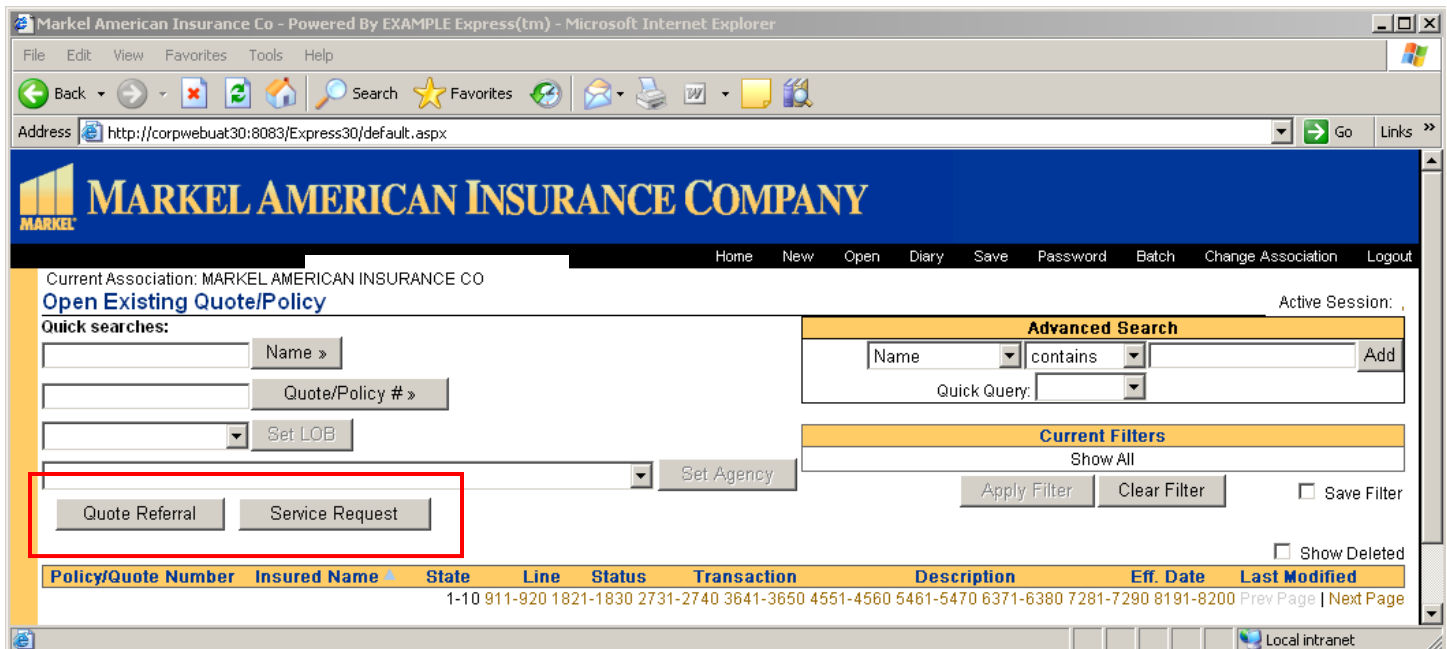 Markel American Insurance Co - Powered By EXAMPLE Express(tm) - Microsoft Internet Explorer
File Edit View Favorites Tools Help
Back Search Favorites
Address http://corpwebuat30:8083/Express30/default.aspx Go Links »
MARKEL AMERICAN INSURANCE COMPANY
MARKEL
Home New Open Diary Save Password Batch Change Association Logout
Current Association: MARKEL AMERICAN INSURANCE CO
Open Existing Quote/Policy Active Session: ,
Quick searches: Advanced Search
Name » Name contains Add
Quote/Policy # » Quick Query:
Set LOB Current Filters
Show All
Set Agency Apply Filter Clear Filter Save Filter
Quote Referral Service Request
Show Deleted
Policy/Quote Number Insured Name State Line Status Transaction Description Eff. Date Last Modified
1-10 911-920 1821-1830 2731-2740 3641-3650 4551-4560 5461-5470 6371-6380 7281-7290 8191-8200 Prev Page | Next Page
Local intranet